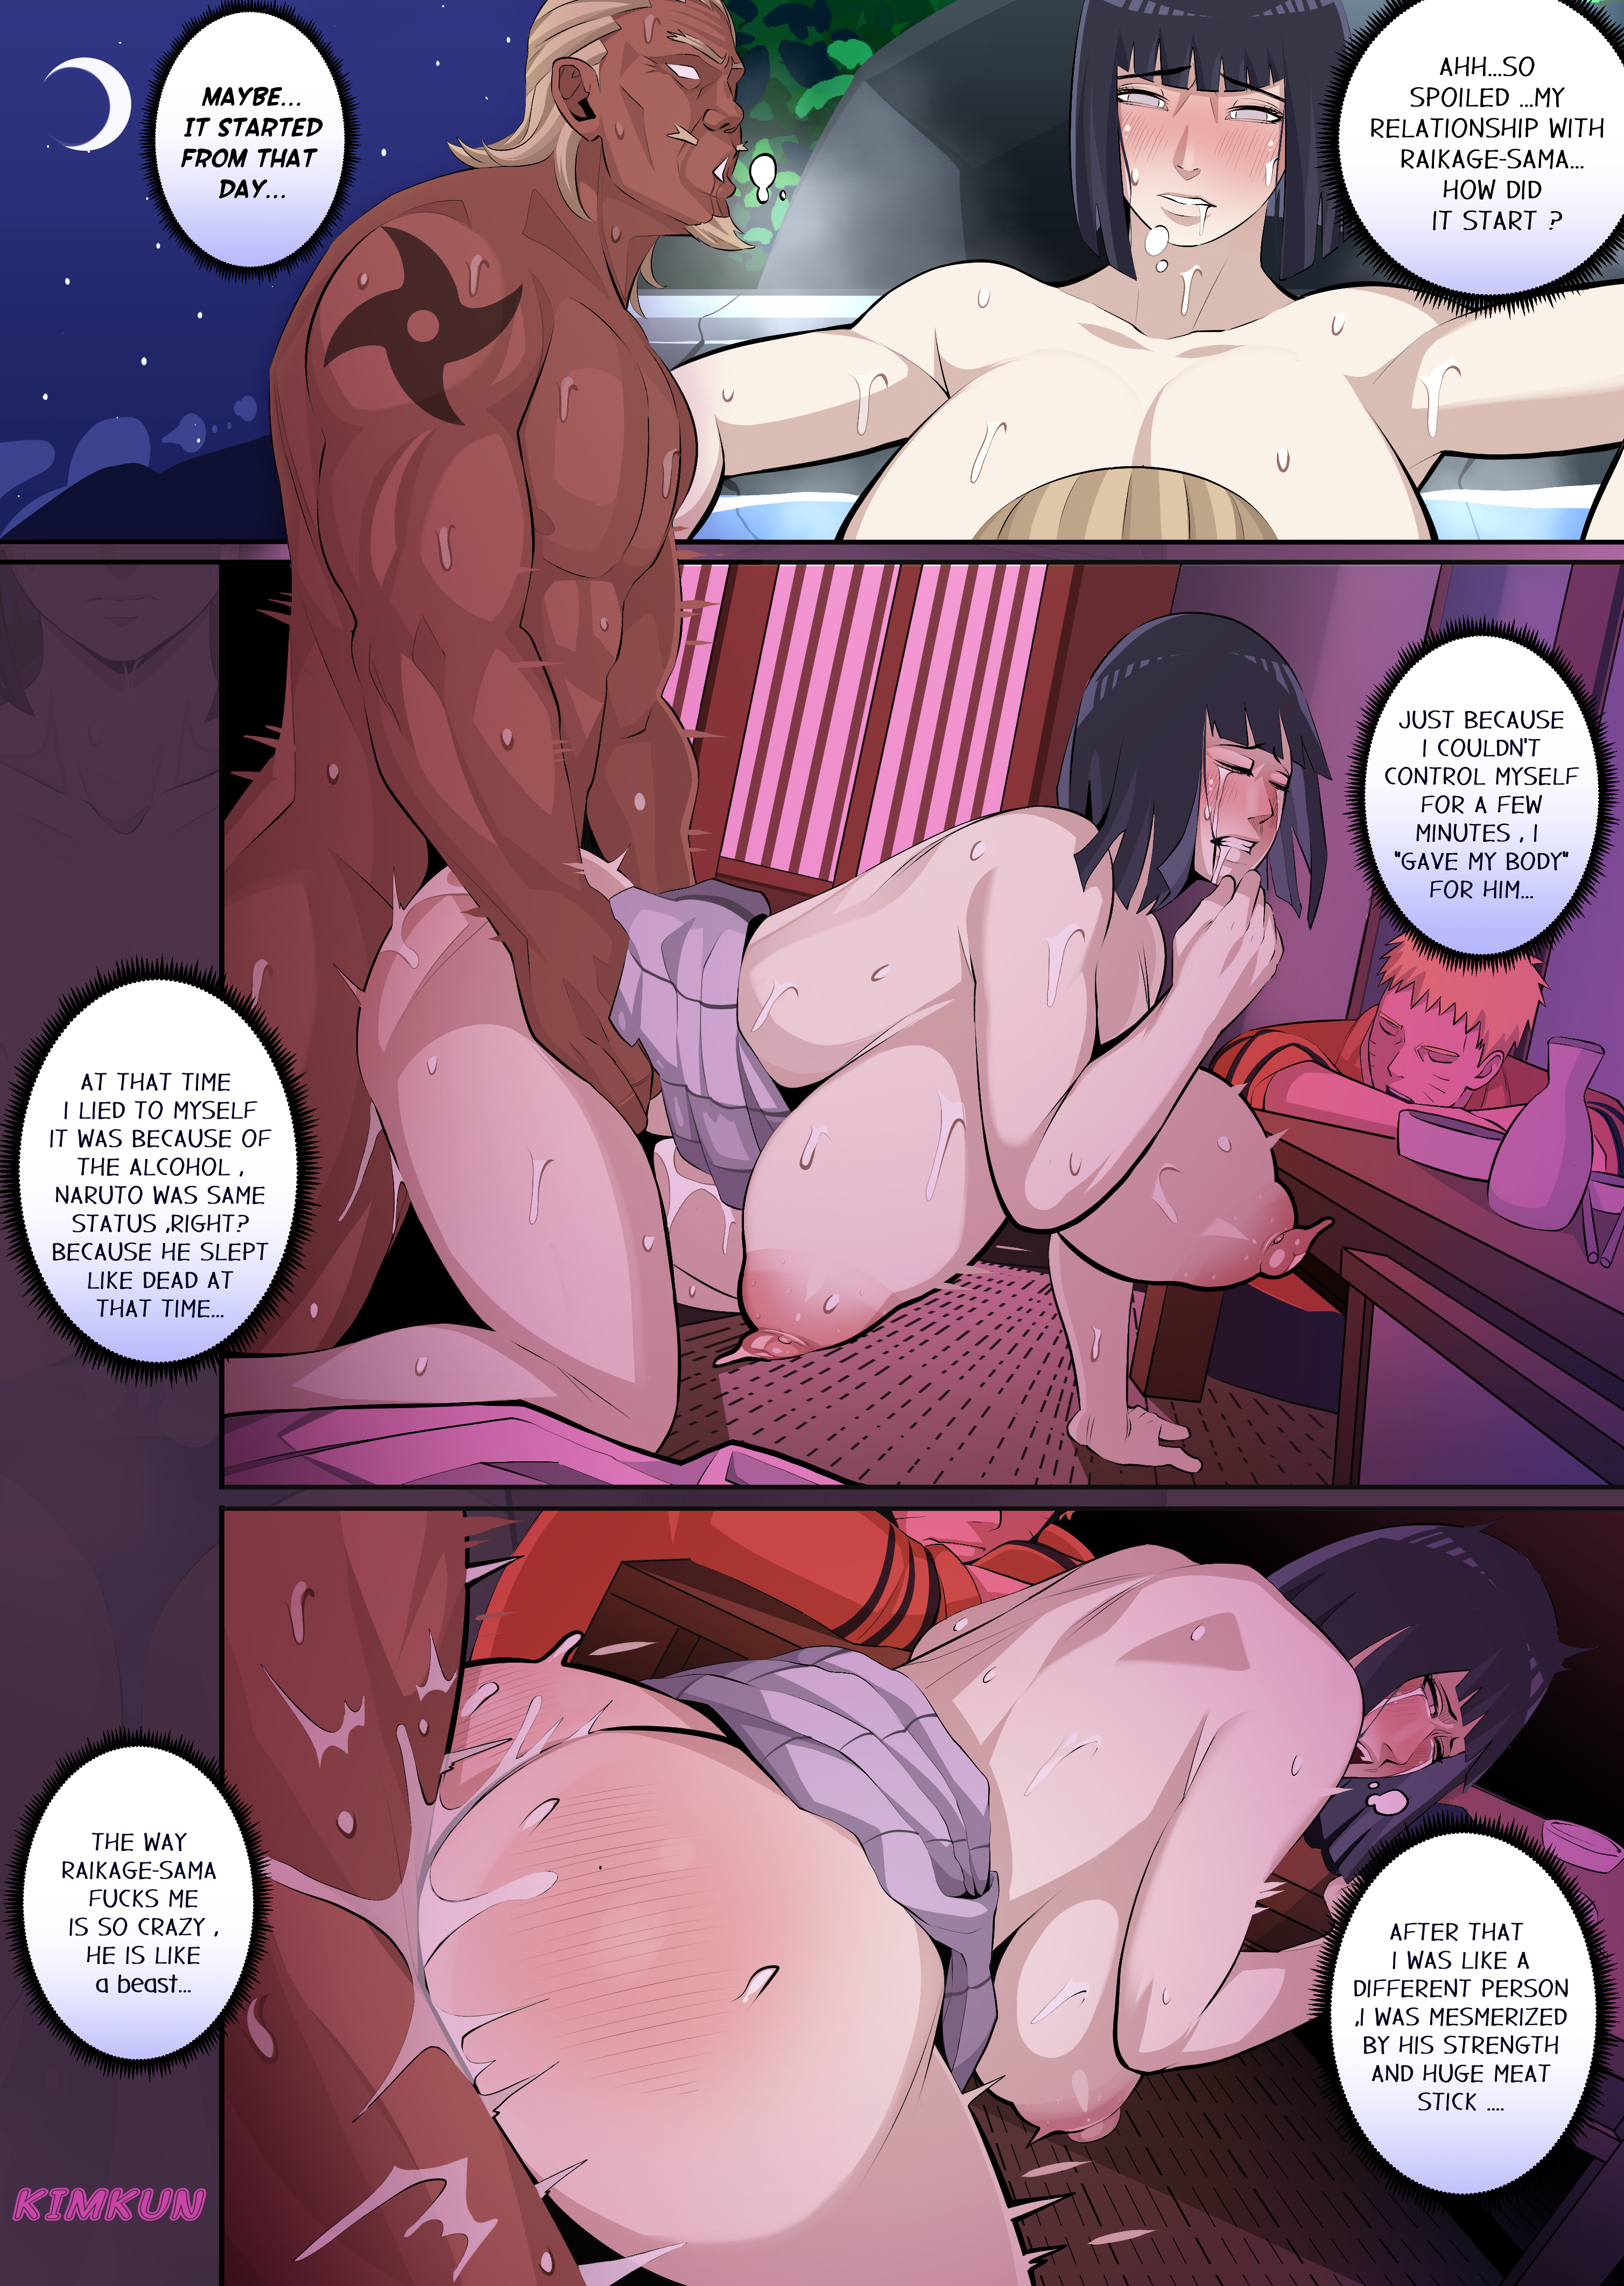 MAYBE...
IT STARTED
FROM THAT
DAY...
AHH...SO
SPOILED ...MY
RELATIONSHIP WITH
RAIKAGE-SAMA...
HOW DID
IT START ?
JUST BECAUSE
I COULDN'T
CONTROL MYSELF
FOR A FEW
MINUTES , I
"GAVE MY BODY"
FOR HIM...
AT THAT TIME
I LIED TO MYSELF
IT WAS BECAUSE OF
THE ALCOHOL ,
NARUTO WAS SAME
STATUS ,RIGHT?
BECAUSE HE SLEPT
LIKE DEAD AT
THAT TIME...
THE WAY
RAIKAGE-SAMA
FUCKS ME
IS SO CRAZY ,
HE IS LIKE
a beast...
AFTER THAT
I WAS LIKE A
DIFFERENT PERSON
,I WAS MESMERIZED
BY HIS STRENGTH
AND HUGE MEAT
STICK ....
KIMKUN